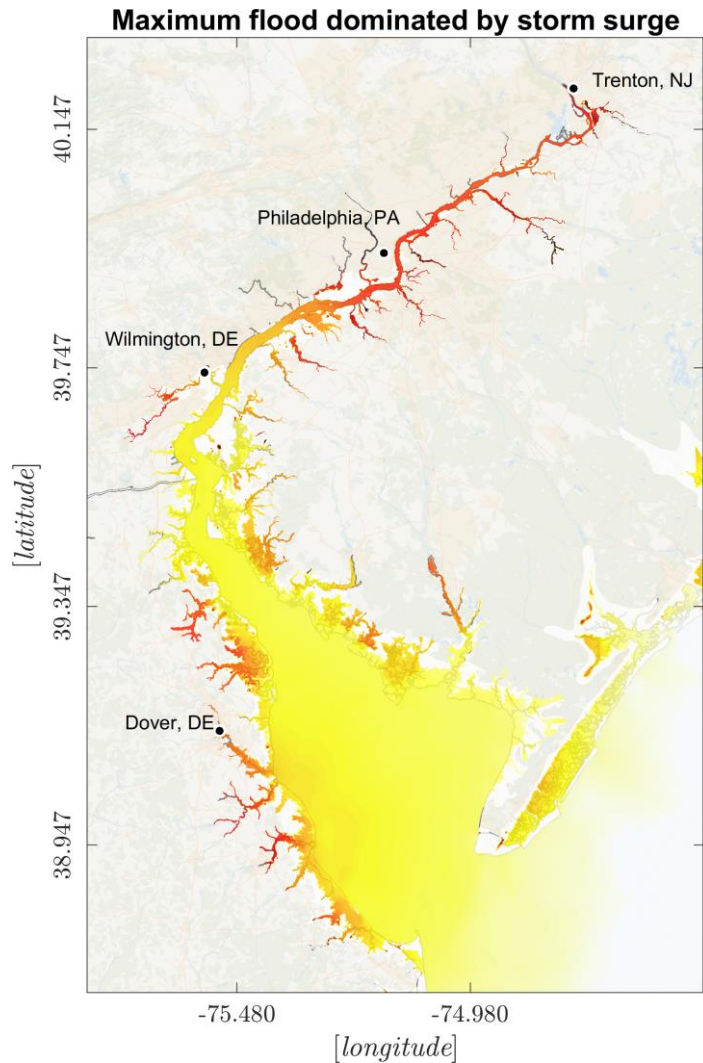 Maximum flood dominated by storm surge
Trenton, NJ
40.147
Philadelphia, PA
Wilmington, DE
39.747
[latitude]
39.347
Dover, DE
38.947
-75.480
-74.980
[longitude]